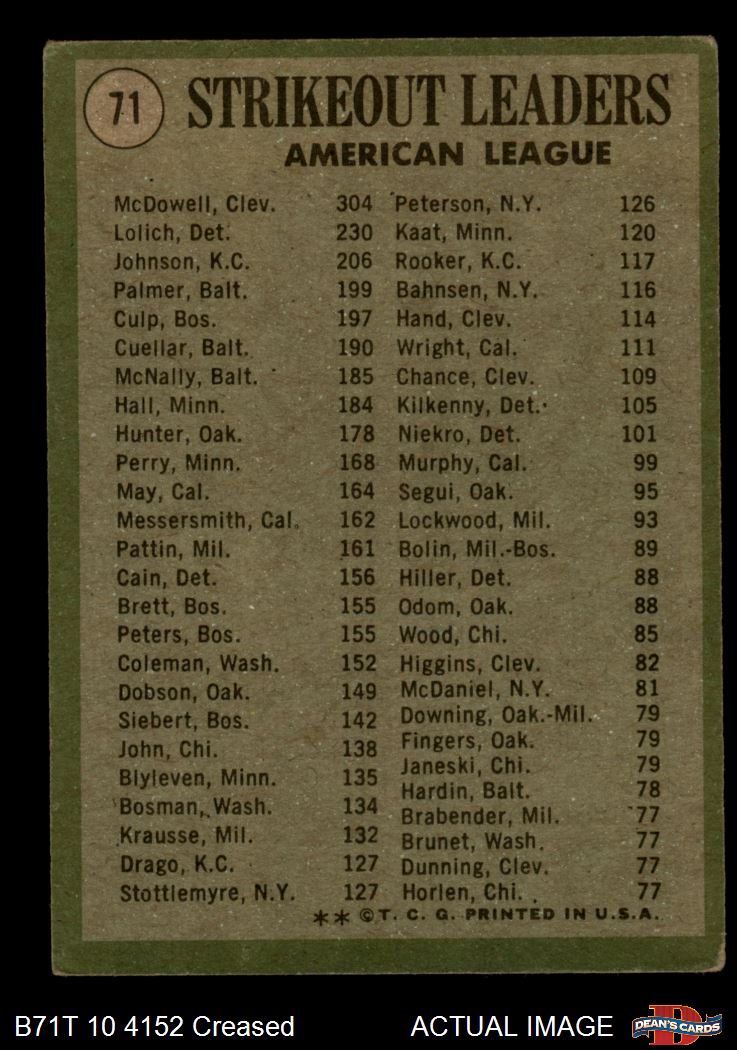 71
STRIKEOUT LEADERS
AMERICAN LEAGUE
McDowell, Clev. 304
Lolich, Det. 230
Johnson, K.C. 206
Palmer, Balt. 199
Culp, Bos. 197
Cuellar, Balt. 190
McNally, Balt. 185
Hall, Minn. 184
Hunter, Oak. 178
Perry, Minn. 168
May, Cal. 164
Messersmith, Cal. 162
Pattin, Mil. 161
Cain, Det. 156
Brett, Bos. 155
Peters, Bos. 155
Coleman, Wash. 152
Dobson, Oak. 149
Siebert, Bos. 142
John, Chi. 138
Blyleven, Minn. 135
Bosman, Wash. 134
Krausse, Mil. 132
Drago, K.C. 127
Stottlemyre, N.Y. 127
Peterson, N.Y. 126
Kaat, Minn. 120
Rooker, K.C. 117
Bahnsen, N.Y. 116
Hand, Clev. 114
Wright, Cal. 111
Chance, Clev. 109
Kilkenny, Det. 105
Niekro, Det. 101
Murphy, Cal. 99
Segui, Oak. 95
Lockwood, Mil. 93
Bolin, Mil.-Bos. 89
Hiller, Det. 88
Odom, Oak. 88
Wood, Chi. 85
Higgins, Clev. 82
McDaniel, N.Y. 81
Downing, Oak.-Mil. 79
Fingers, Oak. 79
Janeski, Chi. 79
Hardin, Balt. 78
Brabender, Mil. 77
Brunet, Wash. 77
Dunning, Clev. 77
Horlen, Chi. 77
** ©T. C. G. PRINTED IN U.S.A.
B71T 10 4152 Creased
ACTUAL IMAGE
D
DEAN'S CARDS